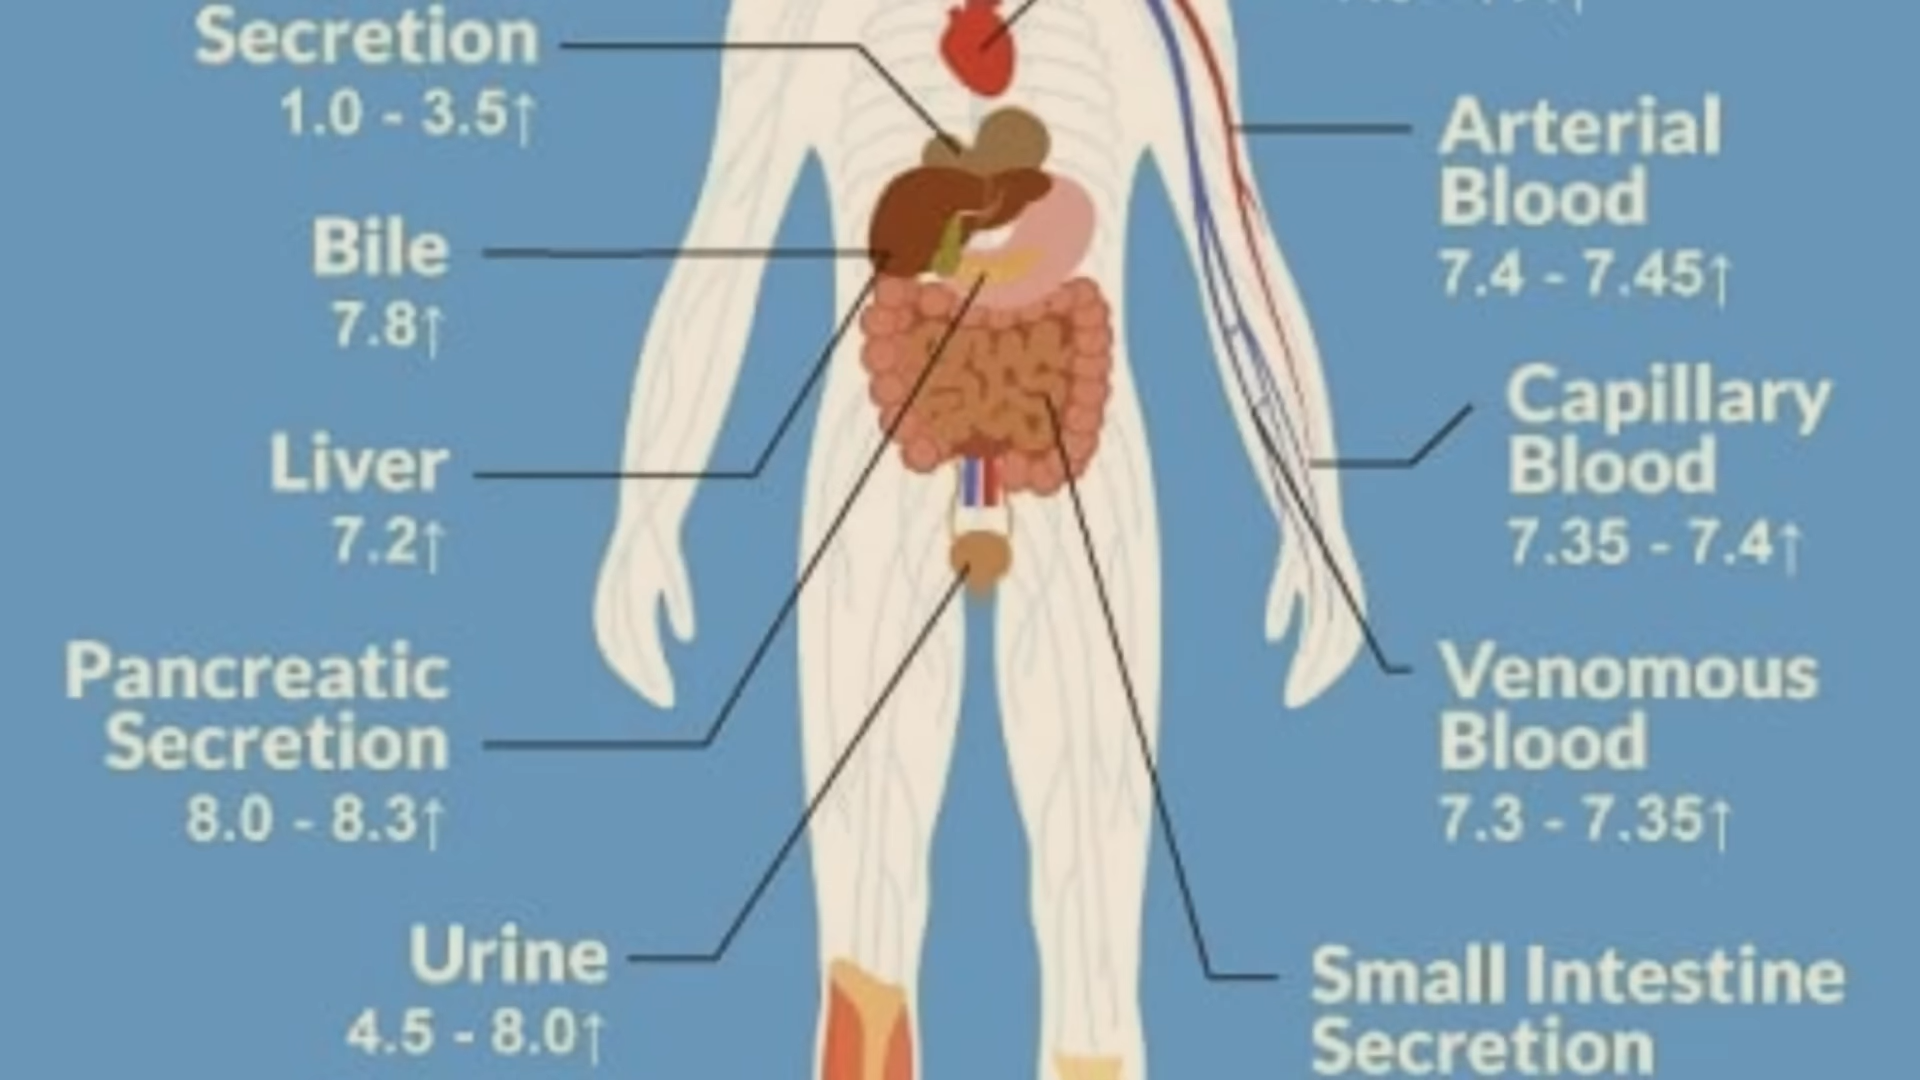 Secretion
1.0 - 3.5↑
Bile
7.8↑
Liver
7.2↑
Pancreatic
Secretion
8.0 - 8.3↑
Urine
4.5 - 8.0↑
Arterial
Blood
7.4 - 7.45↑
Capillary
Blood
7.35 - 7.4↑
Venomous
Blood
7.3 - 7.35↑
Small Intestine
Secretion